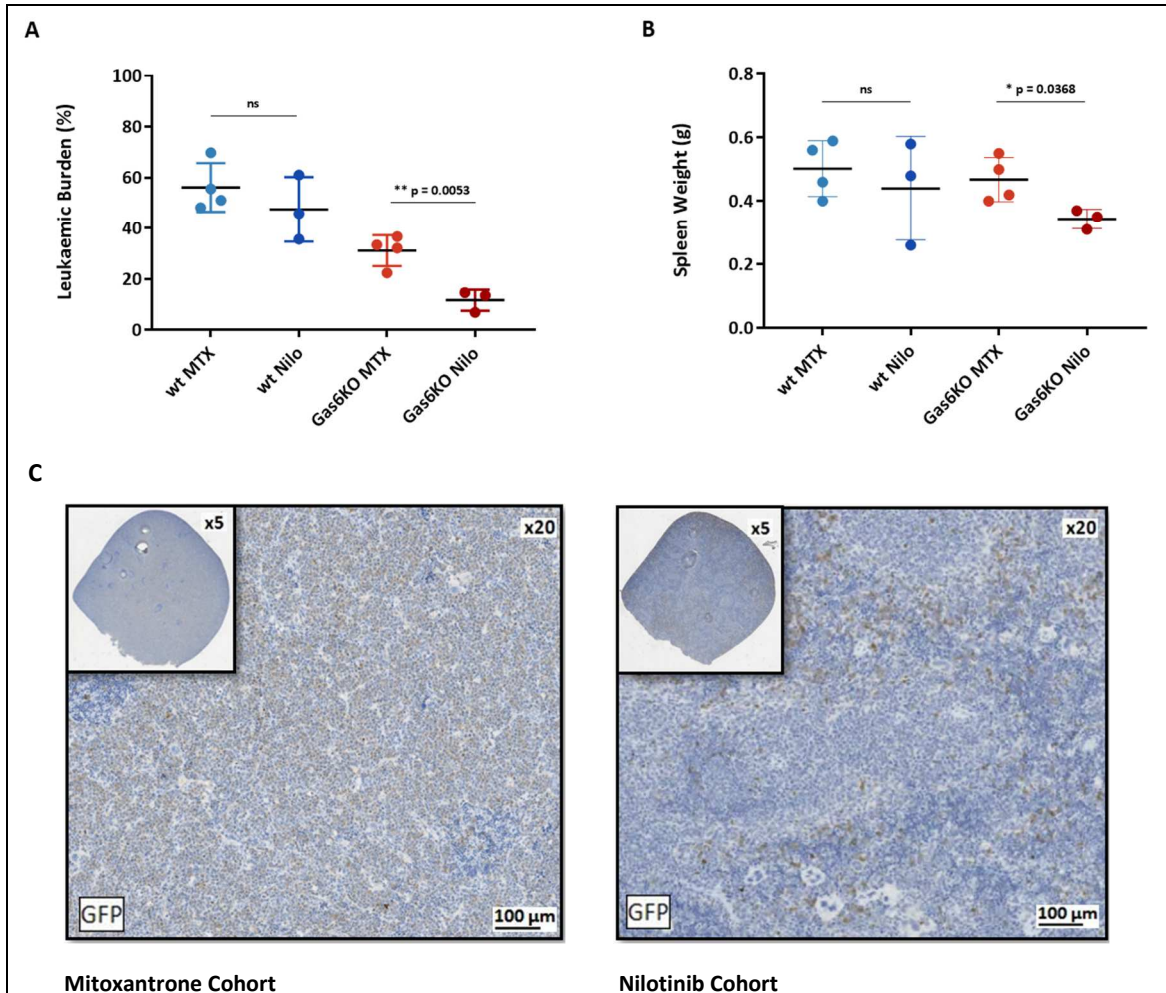 A
Leukaemic Burden (%)
100
80
60
40
20
0
ns
** p = 0.0053
wt MTX
wt Nilo
Gas6KO MTX
Gas6KO Nilo
B
Spleen Weight (g)
0.8
0.6
0.4
0.2
0.0
ns
* p = 0.0368
wt MTX
wt Nilo
Gas6KO MTX
Gas6KO Nilo
C
x5
x20
GFP
100 µm
x5
x20
GFP
100 µm
Mitoxantrone Cohort
Nilotinib Cohort